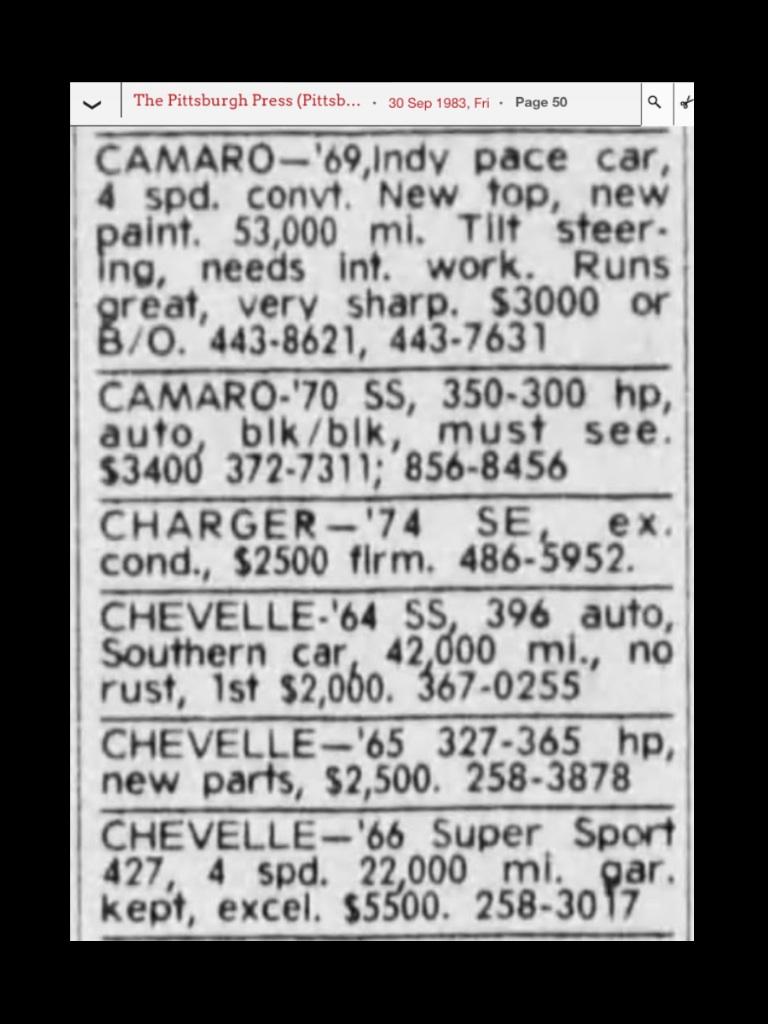 The Pittsburgh Press (Pittsb... · 30 Sep 1983, Fri · Page 50
CAMARO—'69,Indy pace car,
4 spd. convt. New top, new
paint. 53,000 mi. Tilt steer-
ing, needs int. work. Runs
great, very sharp. $3000 or
B/O. 443-8621, 443-7631
CAMARO-'70 SS, 350-300 hp,
auto, blk/blk, must see.
$3400 372-7311; 856-8456
CHARGER—'74 SE, ex.
cond., $2500 firm. 486-5952.
CHEVELLE-'64 SS, 396 auto,
Southern car, 42,000 mi., no
rust, 1st $2,000. 367-0255
CHEVELLE—'65 327-365 hp,
new parts, $2,500. 258-3878
CHEVELLE—'66 Super Sport
427, 4 spd. 22,000 mi. gar.
kept, excel. $5500. 258-3017